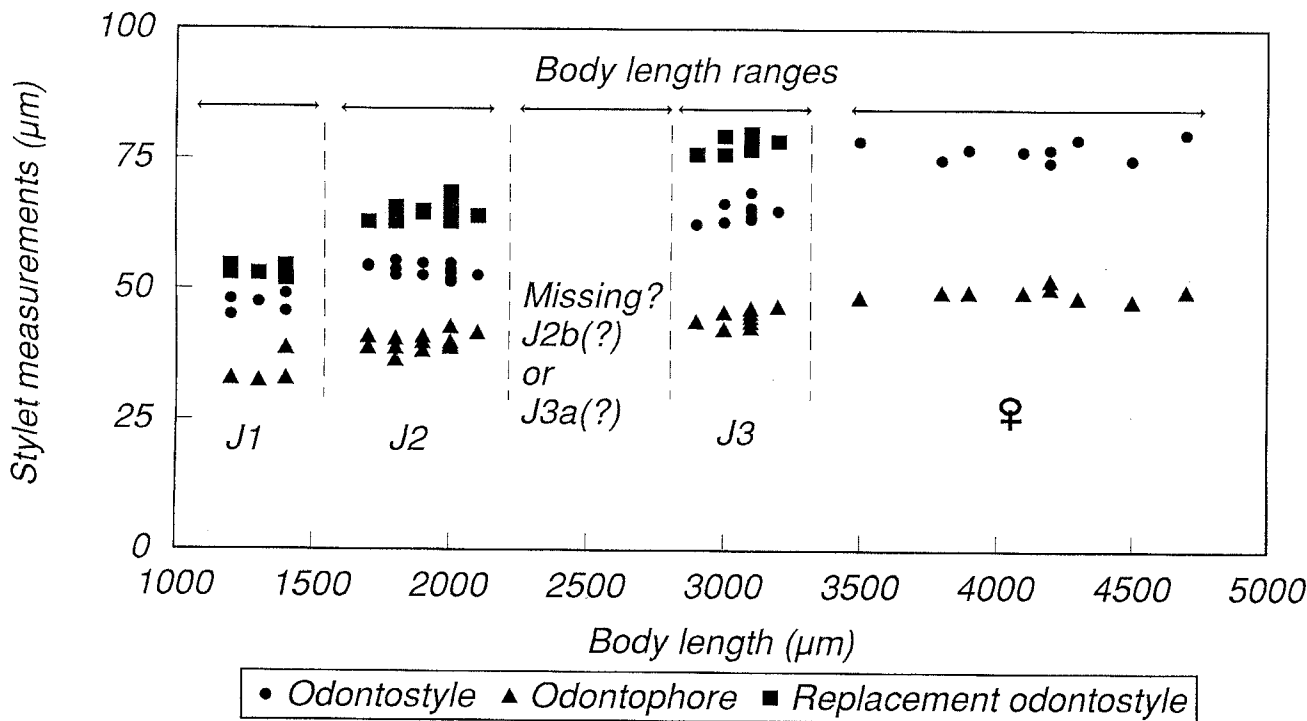 100
Body length ranges
75
50
25
0
Stylet measurements (µm)
Missing?
J2b(?)
or
J3a(?)
J1
J2
J3
♀
1000 1500 2000 2500 3000 3500 4000 4500 5000
Body length (µm)
● Odontostyle ▲ Odontophore ■ Replacement odontostyle